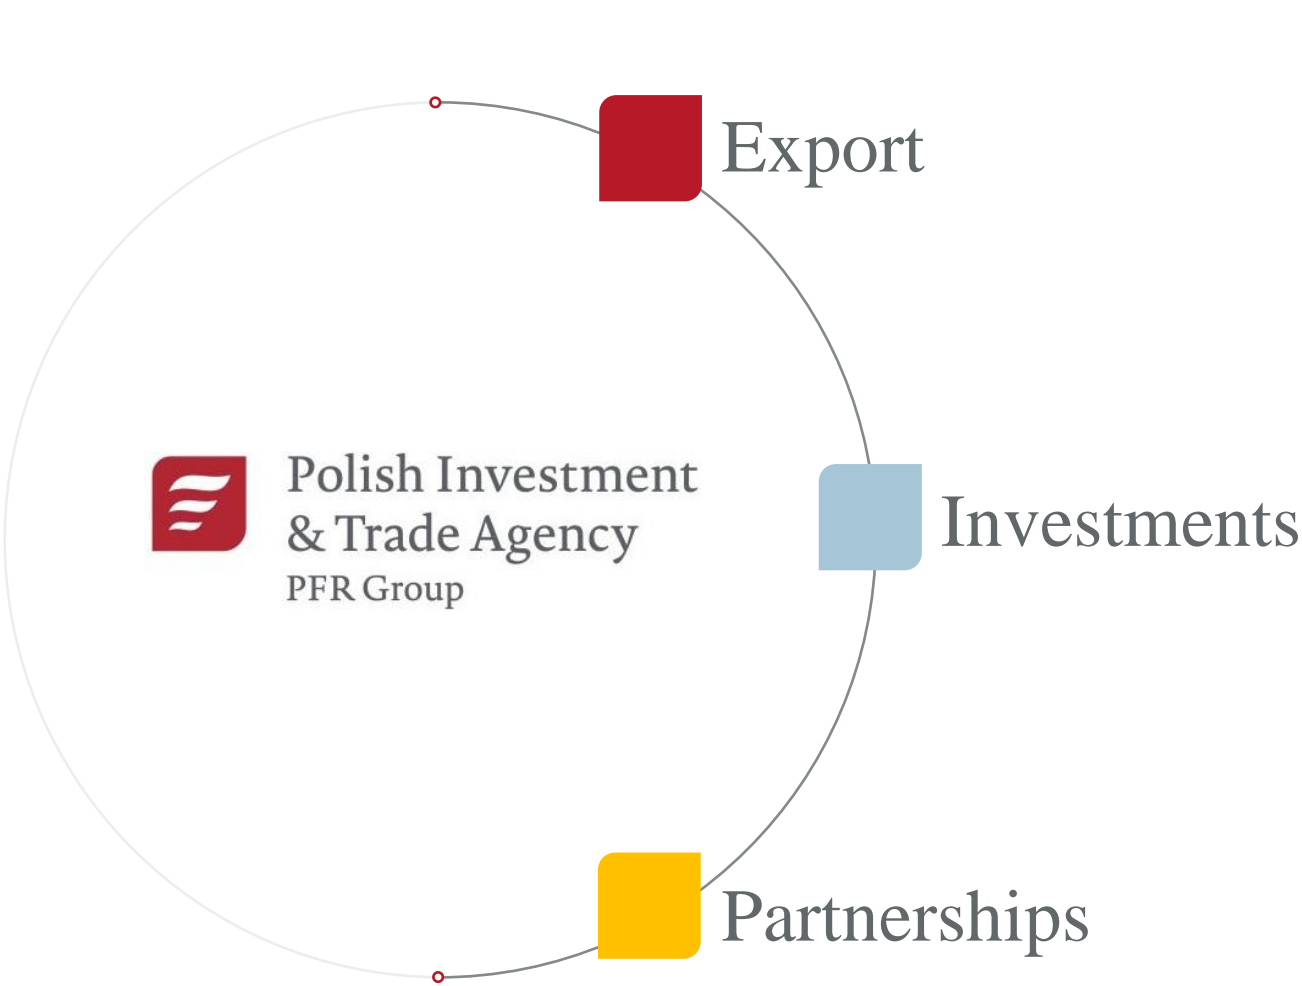 Export
Polish Investment
& Trade Agency
PFR Group
Investments
Partnerships